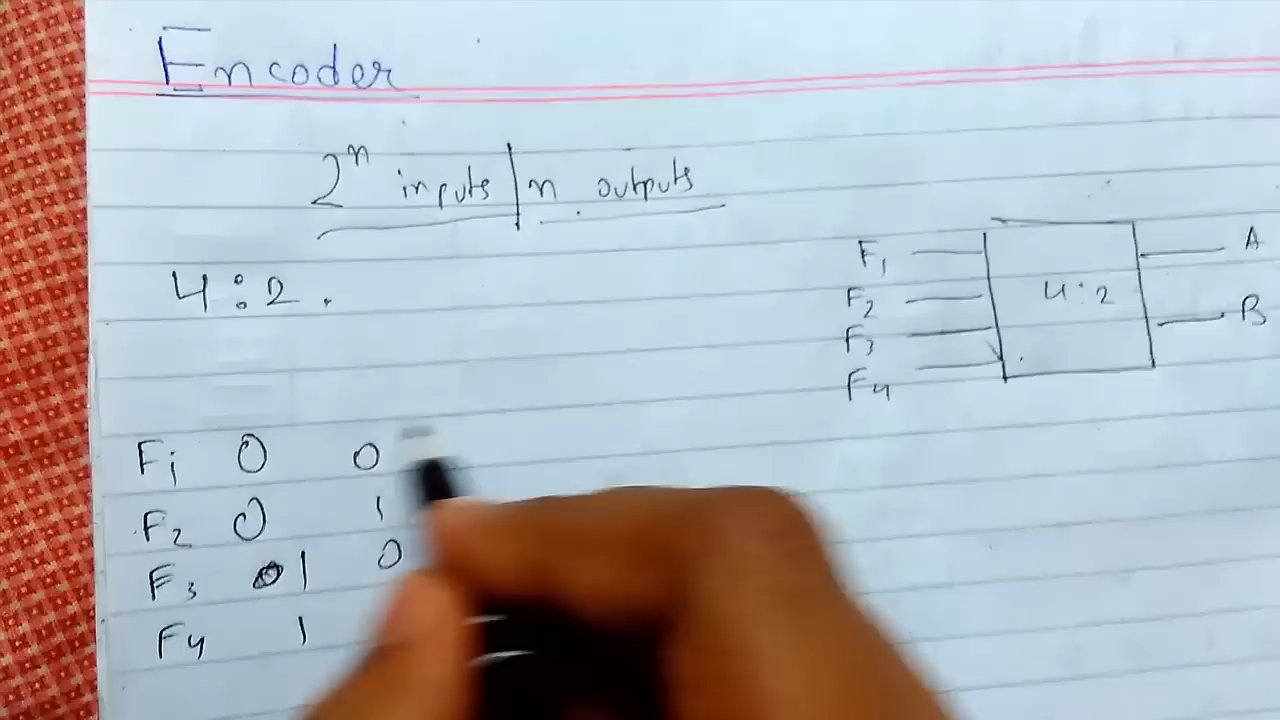 Encoder
2^n inputs | n outputs
4:2.
F1 A
F2 4:2 B
F3
F4
F1 0 0
F2 0 1
F3 1 0
F4 1